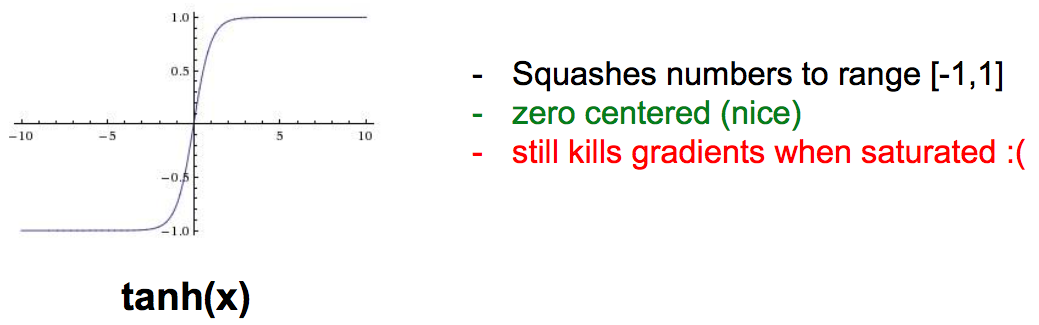 1.0
0.5
−10
−5
5
10
−0.5
−1.0
tanh(x)
- Squashes numbers to range [-1,1]
- zero centered (nice)
- still kills gradients when saturated :(